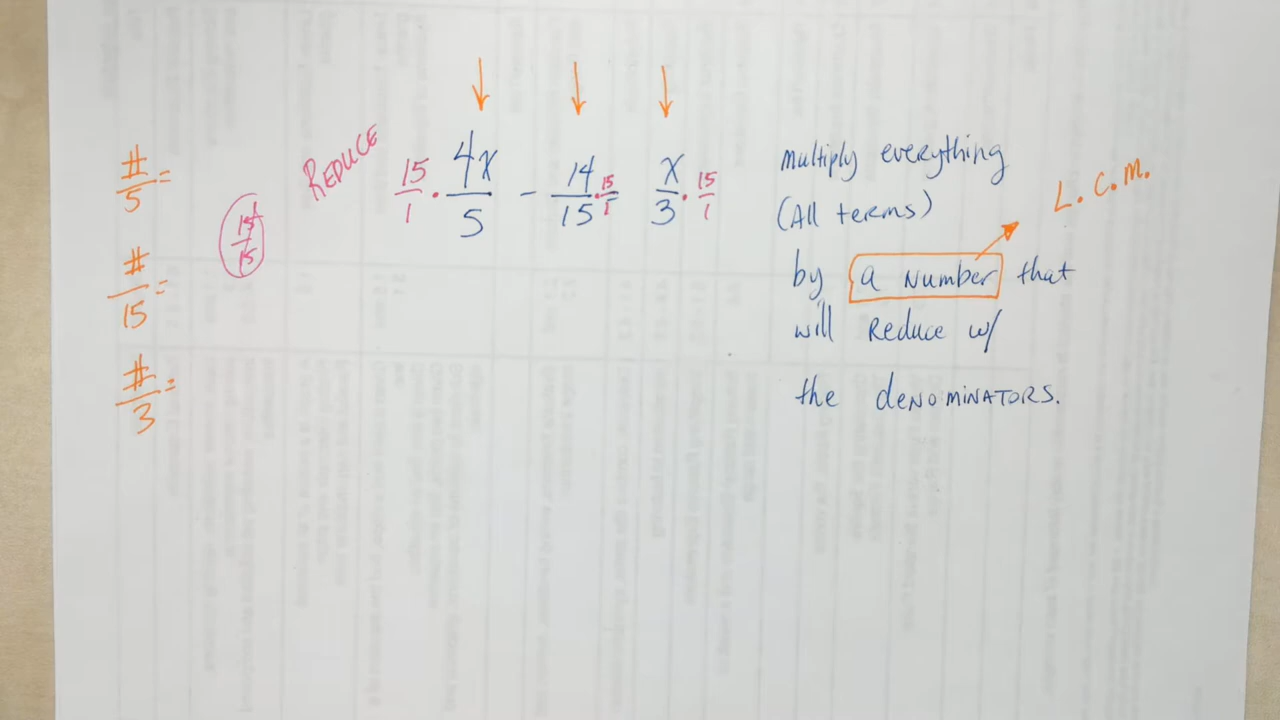 #/5 =
#/15 =
#/3 =
15/15 1
REDUCE
15/1 · 4x/5 - 14/15 · 15/1 = x/3 · 15/1
multiply everything
(All terms)
by a Number that
will Reduce w/
the denominators.
L.C.M.